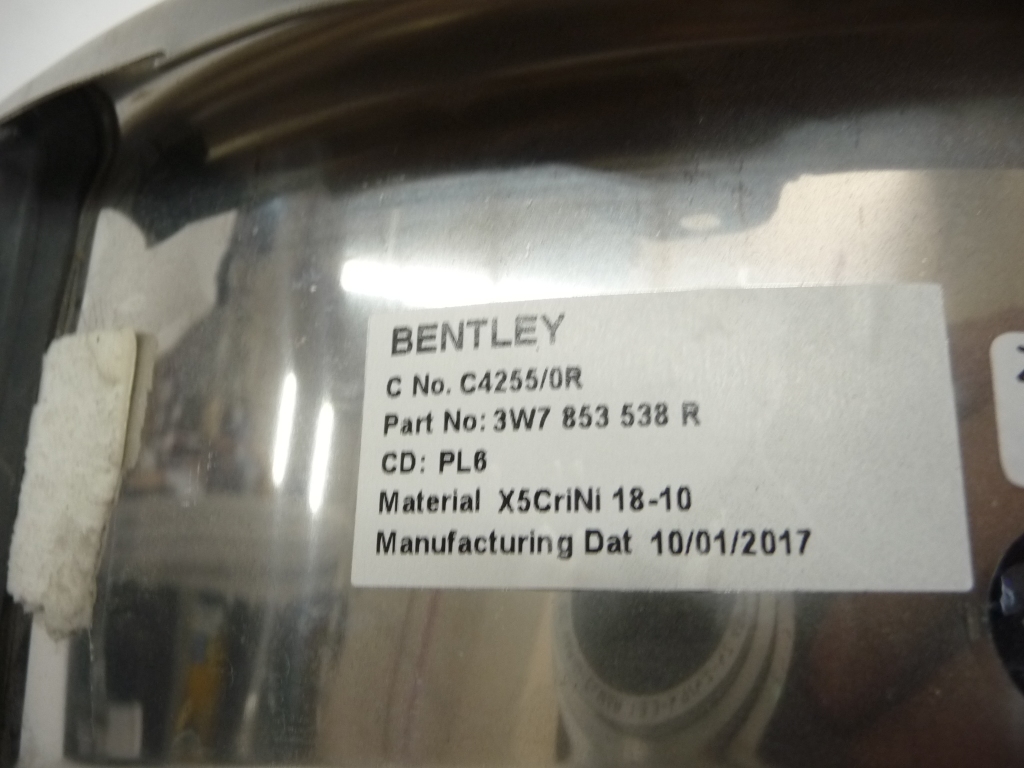 BENTLEY
C No. C4255/0R
Part No: 3W7 853 538 R
CD: PL6
Material X5CriNi 18-10
Manufacturing Dat 10/01/2017